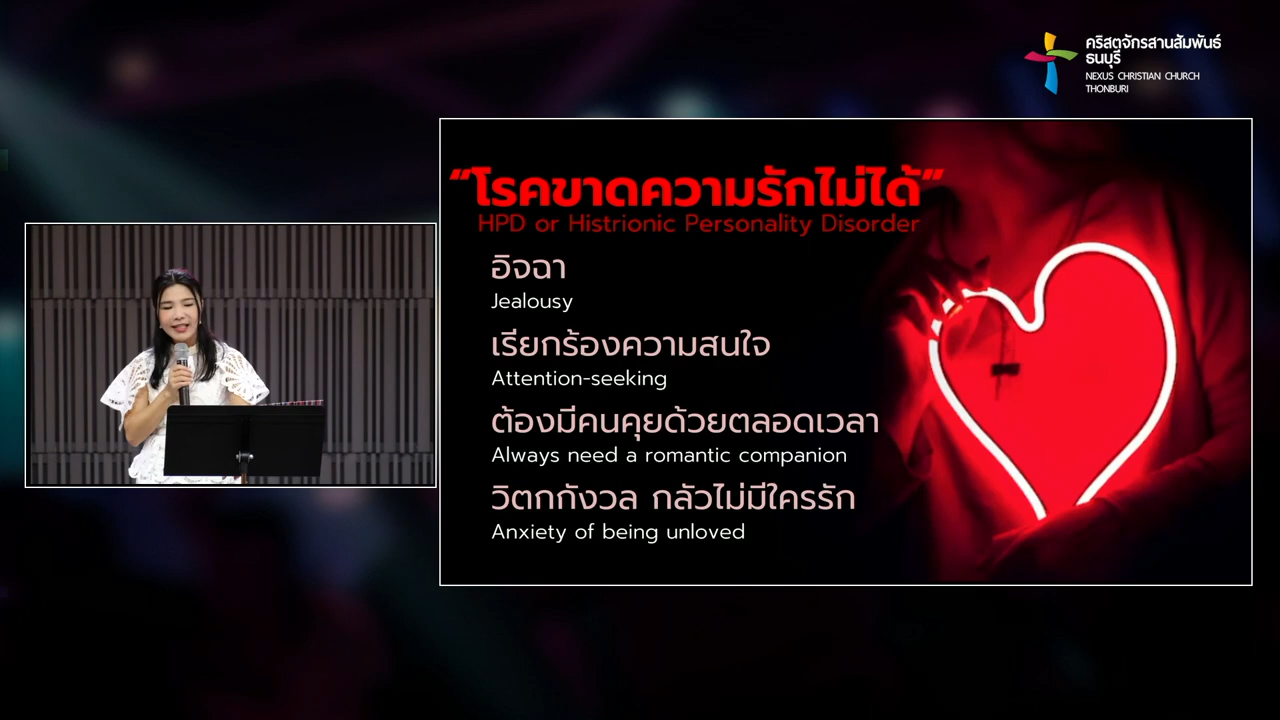 คริสตจักรสานสัมพันธ์
ธนบุรี
NEXUS CHRISTIAN CHURCH
THONBURI
“โรคขาดความรักไม่ได้”
HPD or Histrionic Personality Disorder
อิจฉา
Jealousy
เรียกร้องความสนใจ
Attention-seeking
ต้องมีคนคุยด้วยตลอดเวลา
Always need a romantic companion
วิตกกังวล กลัวไม่มีใครรัก
Anxiety of being unloved